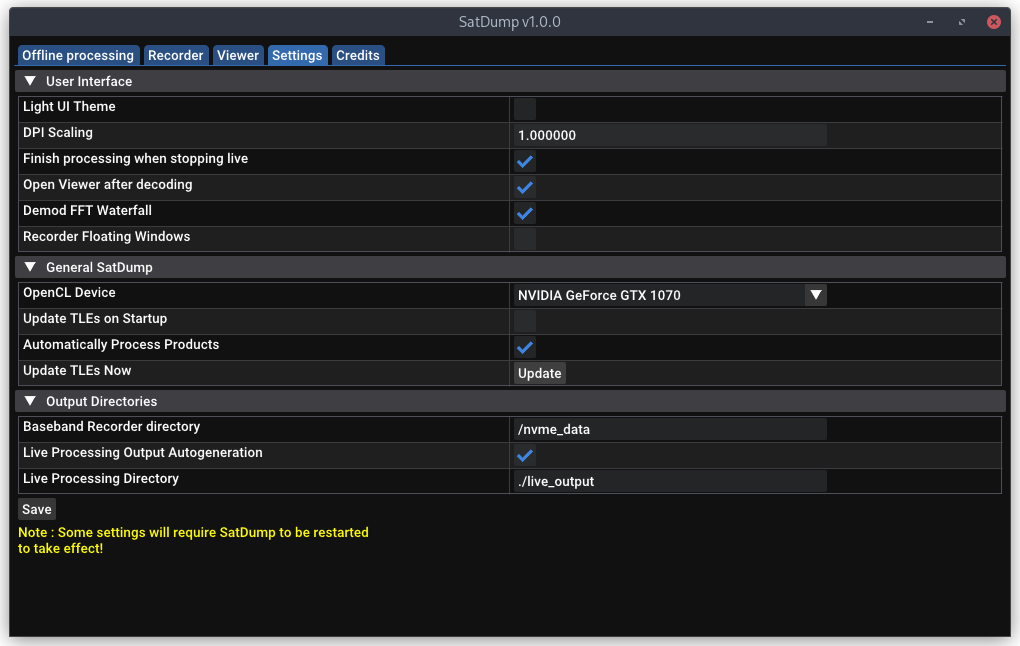 SatDump v1.0.0
Offline processing Recorder Viewer Settings Credits
User Interface
Light UI Theme
DPI Scaling 1.000000
Finish processing when stopping live
Open Viewer after decoding
Demod FFT Waterfall
Recorder Floating Windows
General SatDump
OpenCL Device NVIDIA GeForce GTX 1070
Update TLEs on Startup
Automatically Process Products
Update TLEs Now Update
Output Directories
Baseband Recorder directory /nvme_data
Live Processing Output Autogeneration
Live Processing Directory ./live_output
Save
Note : Some settings will require SatDump to be restarted
to take effect!